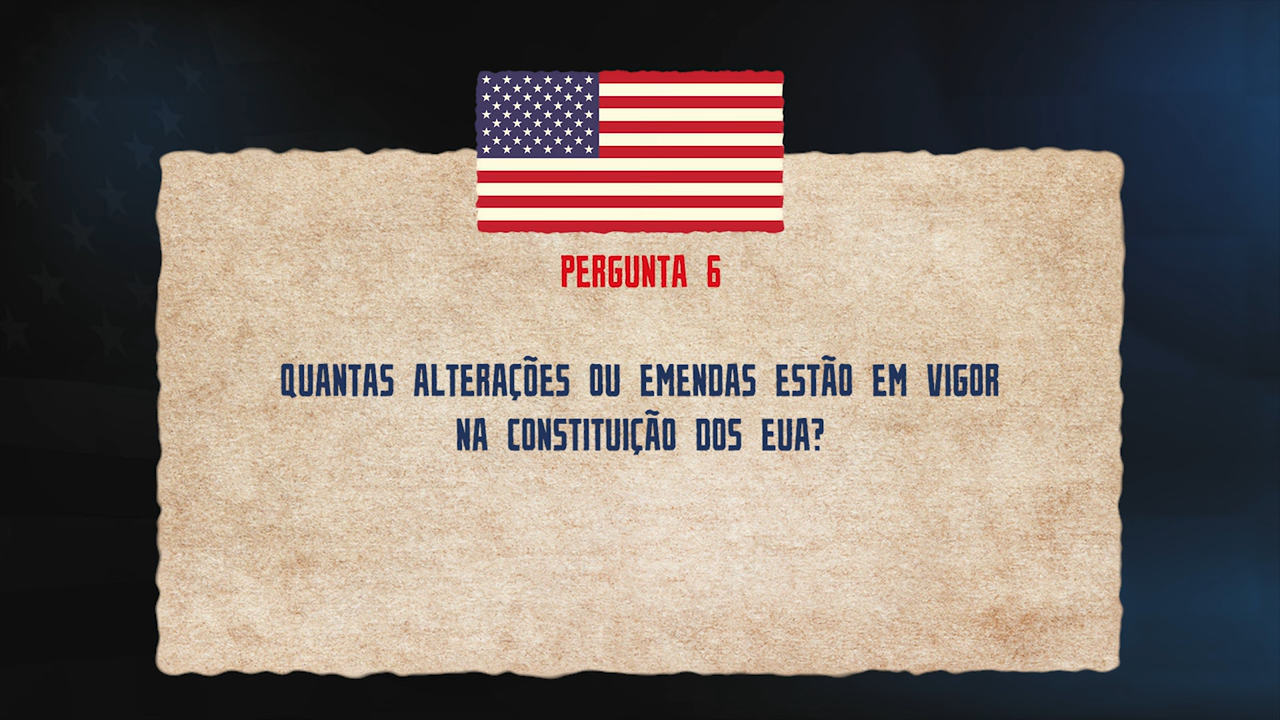 PERGUNTA 6
QUANTAS ALTERAÇÕES OU EMENDAS ESTÃO EM VIGOR
NA CONSTITUIÇÃO DOS EUA?